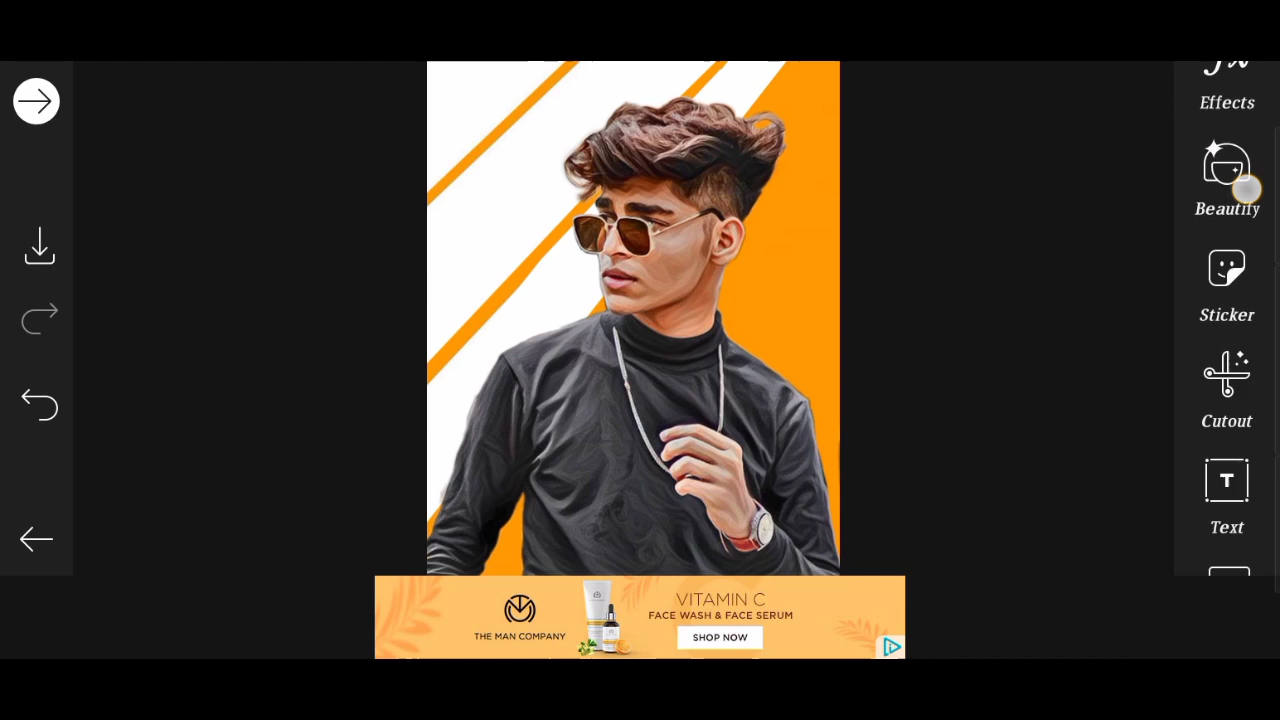 Effects
Beautify
Sticker
Cutout
T
Text
THE MAN COMPANY
VITAMIN C
FACE WASH & FACE SERUM
SHOP NOW